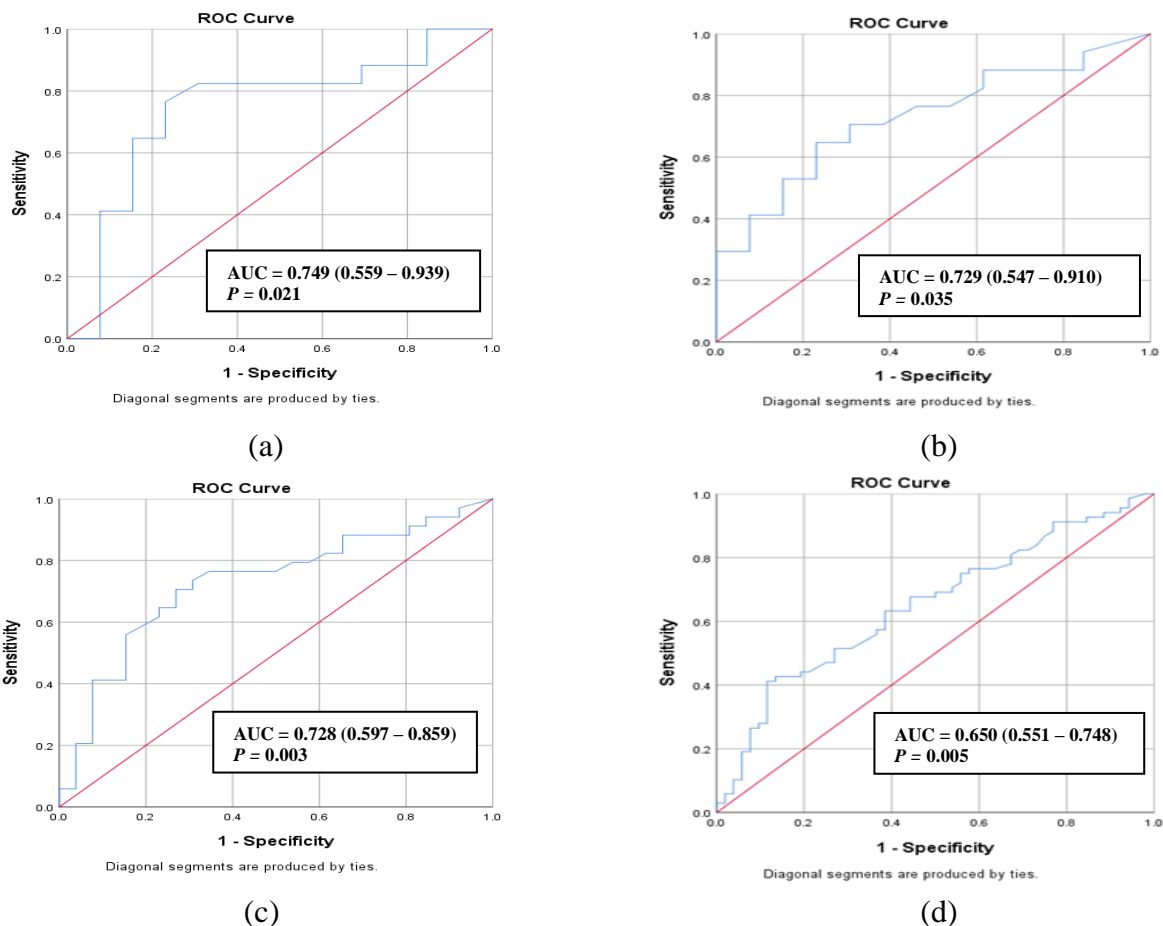 ROC Curve
1.0
0.8
0.6
0.4
0.2
0.0
Sensitivity
AUC = 0.749 (0.559 – 0.939)
P = 0.021
0.0 0.2 0.4 0.6 0.8 1.0
1 - Specificity
Diagonal segments are produced by ties.
(a)
ROC Curve
1.0
0.8
0.6
0.4
0.2
0.0
Sensitivity
AUC = 0.729 (0.547 – 0.910)
P = 0.035
0.0 0.2 0.4 0.6 0.8 1.0
1 - Specificity
Diagonal segments are produced by ties.
(b)
ROC Curve
1.0
0.8
0.6
0.4
0.2
0.0
Sensitivity
AUC = 0.728 (0.597 – 0.859)
P = 0.003
0.0 0.2 0.4 0.6 0.8 1.0
1 - Specificity
Diagonal segments are produced by ties.
(c)
ROC Curve
1.0
0.8
0.6
0.4
0.2
0.0
Sensitivity
AUC = 0.650 (0.551 – 0.748)
P = 0.005
0.0 0.2 0.4 0.6 0.8 1.0
1 - Specificity
Diagonal segments are produced by ties.
(d)